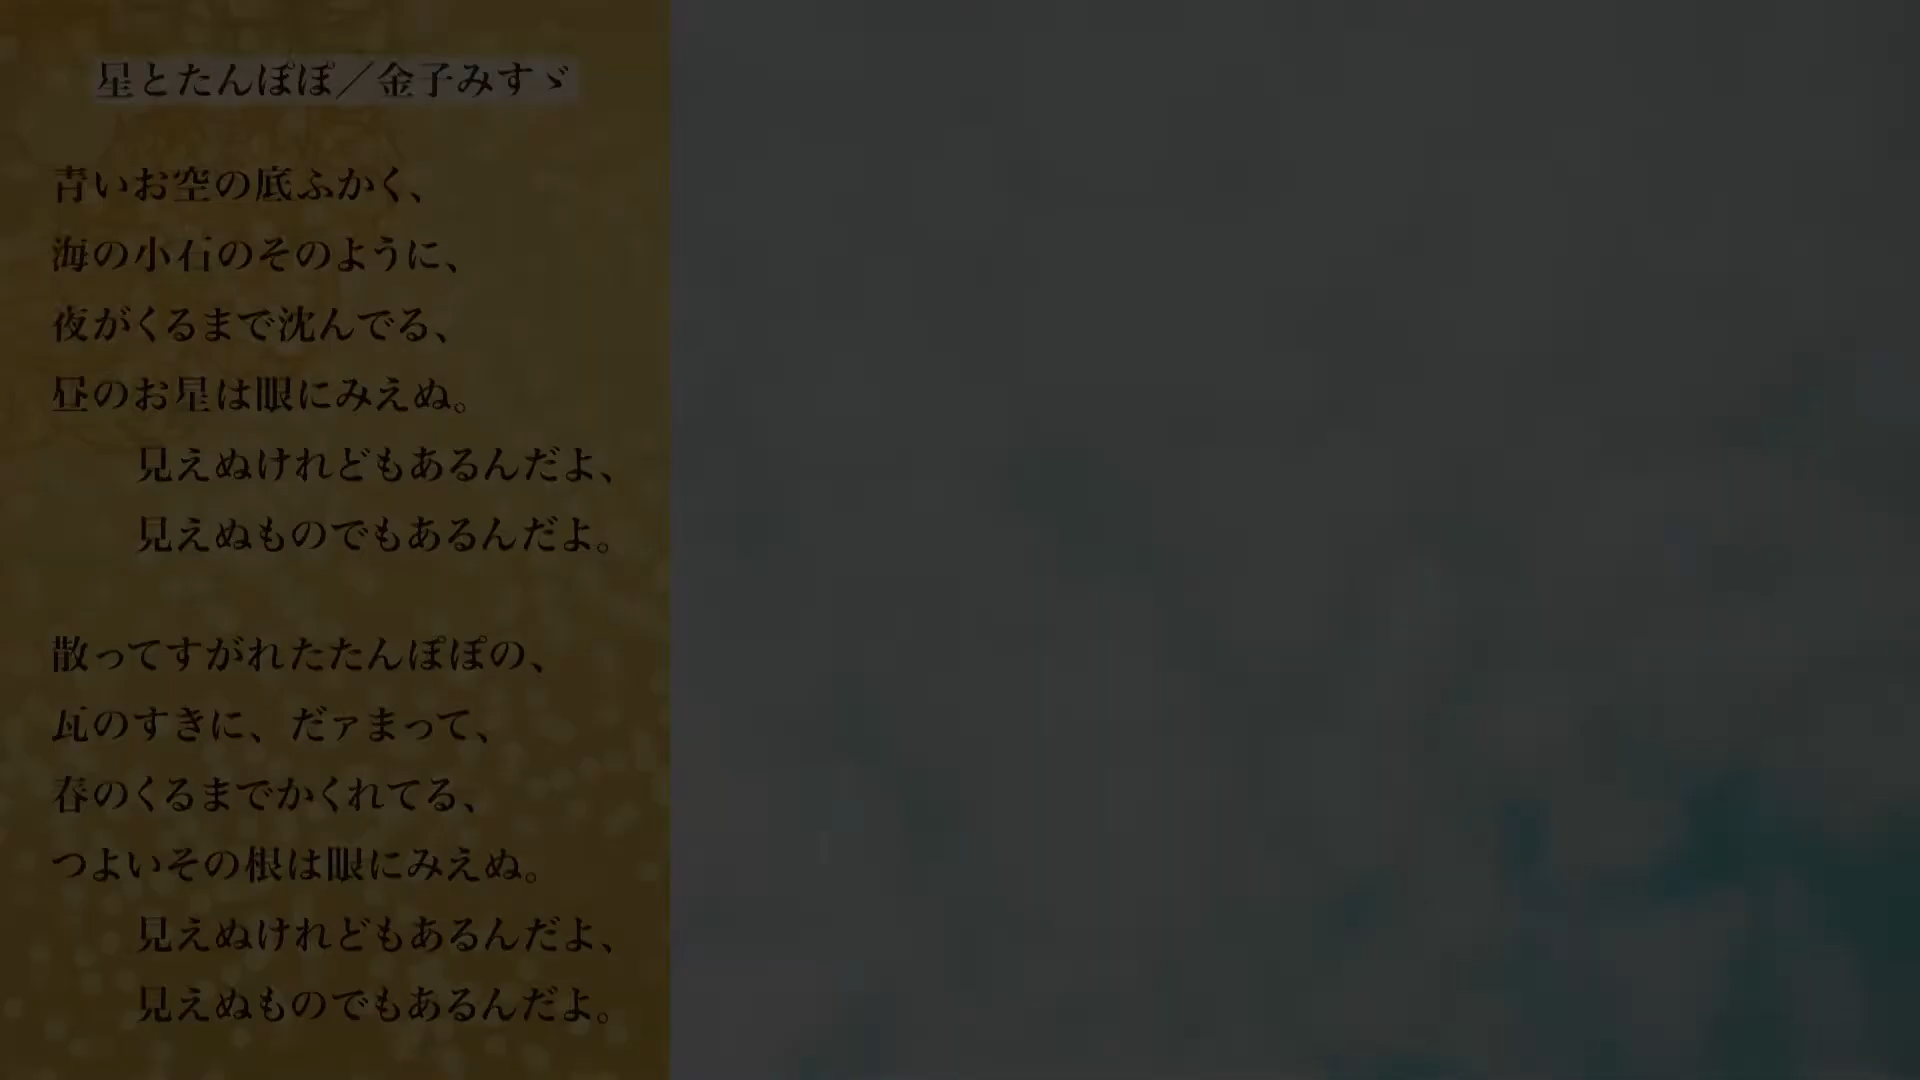 星とたんぽぽ／金子みすゞ
青いお空の底ふかく、
海の小石のそのように、
夜がくるまで沈んでる、
昼のお星は眼にみえぬ。
見えぬけれどもあるんだよ、
見えぬものでもあるんだよ。
散ってすがれたたんぽぽの、
瓦のすきに、だァまって、
春のくるまでかくれてる、
つよいその根は眼にみえぬ。
見えぬけれどもあるんだよ、
見えぬものでもあるんだよ。